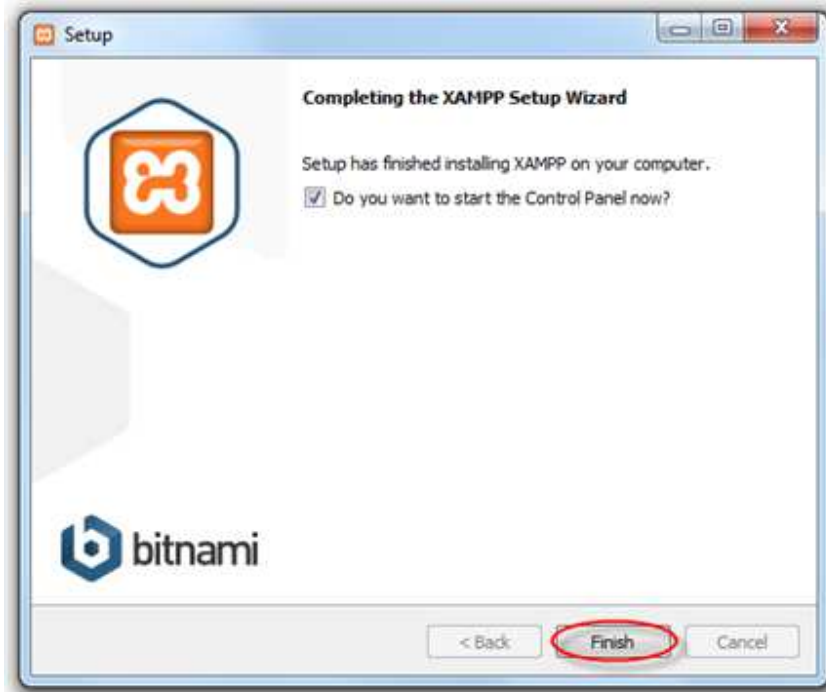 Setup
Completing the XAMPP Setup Wizard
Setup has finished installing XAMPP on your computer.
Do you want to start the Control Panel now?
bitnami
< Back Finish Cancel